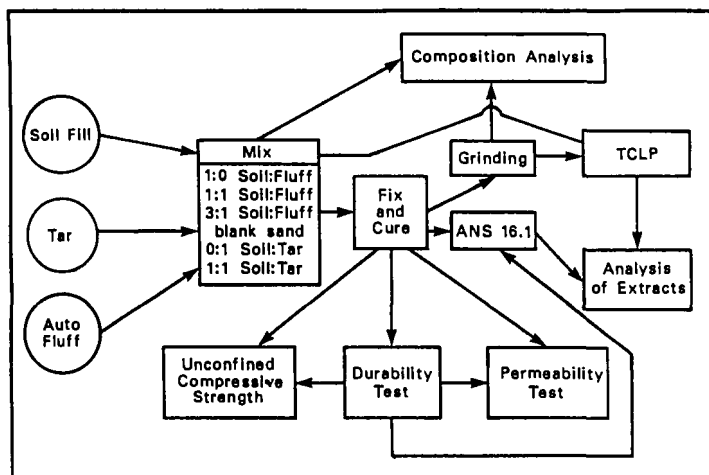 Composition Analysis
Soil Fill
Mix
1:0 Soil:Fluff
1:1 Soil:Fluff
3:1 Soil:Fluff
blank sand
0:1 Soil:Tar
1:1 Soil:Tar
Tar
Auto
Fluff
Fix
and
Cure
Grinding
TCLP
ANS 16.1
Analysis
of Extracts
Unconfined
Compressive
Strength
Durability
Test
Permeability
Test